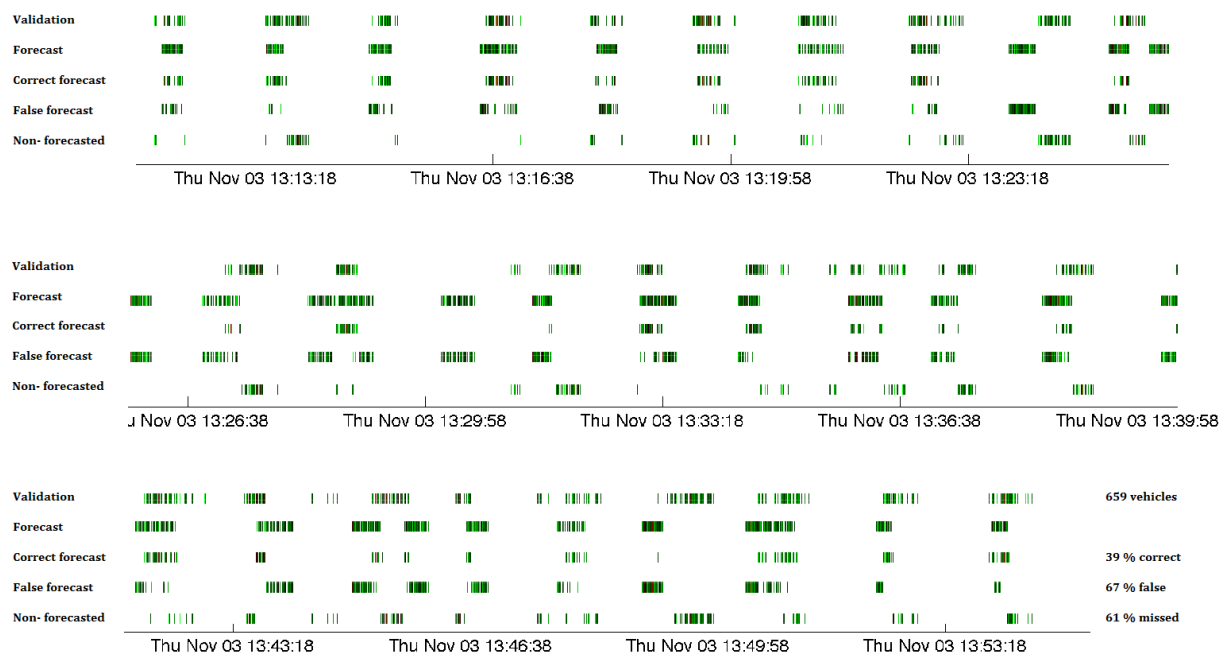 Validation
Forecast
Correct forecast
False forecast
Non- forecasted
Thu Nov 03 13:13:18 Thu Nov 03 13:16:38 Thu Nov 03 13:19:58 Thu Nov 03 13:23:18
Validation
Forecast
Correct forecast
False forecast
Non- forecasted
u Nov 03 13:26:38 Thu Nov 03 13:29:58 Thu Nov 03 13:33:18 Thu Nov 03 13:36:38 Thu Nov 03 13:39:58
Validation 659 vehicles
Forecast
Correct forecast 39 % correct
False forecast 67 % false
Non- forecasted 61 % missed
Thu Nov 03 13:43:18 Thu Nov 03 13:46:38 Thu Nov 03 13:49:58 Thu Nov 03 13:53:18